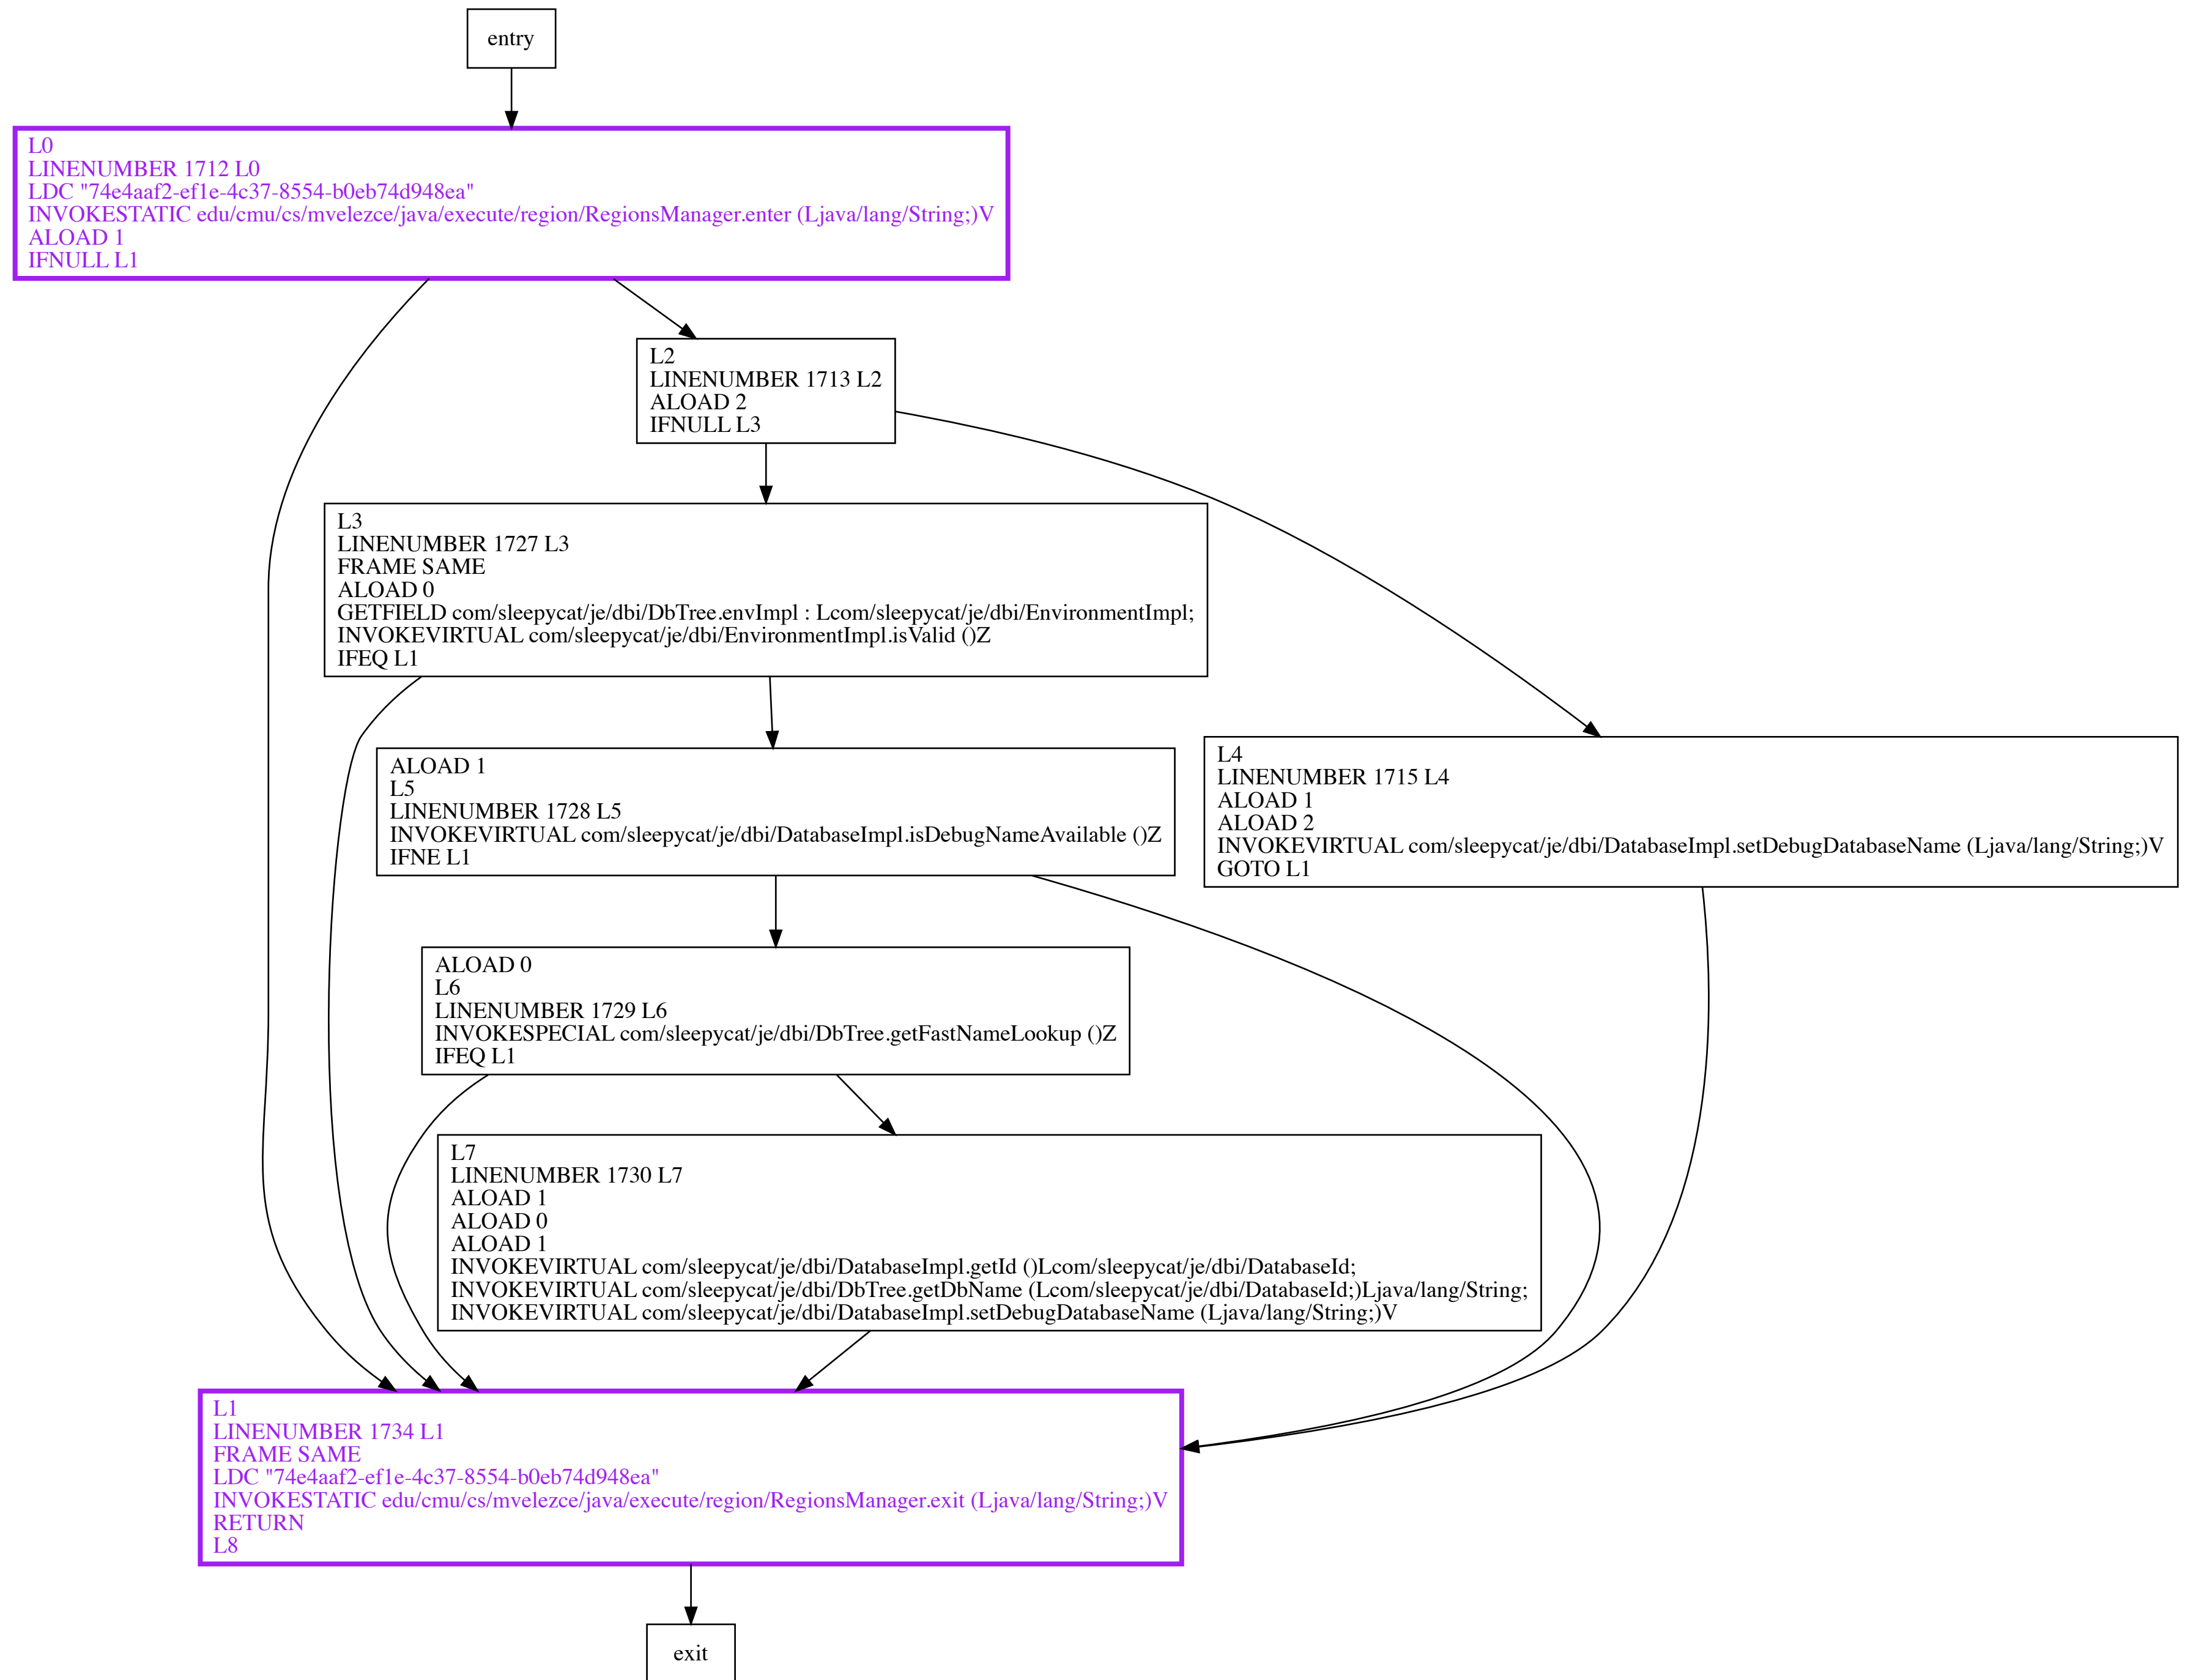 entry
L0
LINENUMBER 1712 L0
LDC "74e4aaf2-ef1e-4c37-8554-b0eb74d948ea"
INVOKESTATIC edu/cmu/cs/mvelezce/java/execute/region/RegionsManager.enter (Ljava/lang/String;)V
ALOAD 1
IFNULL L1
L2
LINENUMBER 1713 L2
ALOAD 2
IFNULL L3
L3
LINENUMBER 1727 L3
FRAME SAME
ALOAD 0
GETFIELD com/sleepycat/je/dbi/DbTree.envImpl : Lcom/sleepycat/je/dbi/EnvironmentImpl;
INVOKEVIRTUAL com/sleepycat/je/dbi/EnvironmentImpl.isValid ()Z
IFEQ L1
L4
LINENUMBER 1715 L4
ALOAD 1
ALOAD 2
INVOKEVIRTUAL com/sleepycat/je/dbi/DatabaseImpl.setDebugDatabaseName (Ljava/lang/String;)V
GOTO L1
ALOAD 1
L5
LINENUMBER 1728 L5
INVOKEVIRTUAL com/sleepycat/je/dbi/DatabaseImpl.isDebugNameAvailable ()Z
IFNE L1
ALOAD 0
L6
LINENUMBER 1729 L6
INVOKESPECIAL com/sleepycat/je/dbi/DbTree.getFastNameLookup ()Z
IFEQ L1
L7
LINENUMBER 1730 L7
ALOAD 1
ALOAD 0
ALOAD 1
INVOKEVIRTUAL com/sleepycat/je/dbi/DatabaseImpl.getId ()Lcom/sleepycat/je/dbi/DatabaseId;
INVOKEVIRTUAL com/sleepycat/je/dbi/DbTree.getDbName (Lcom/sleepycat/je/dbi/DatabaseId;)Ljava/lang/String;
INVOKEVIRTUAL com/sleepycat/je/dbi/DatabaseImpl.setDebugDatabaseName (Ljava/lang/String;)V
L1
LINENUMBER 1734 L1
FRAME SAME
LDC "74e4aaf2-ef1e-4c37-8554-b0eb74d948ea"
INVOKESTATIC edu/cmu/cs/mvelezce/java/execute/region/RegionsManager.exit (Ljava/lang/String;)V
RETURN
L8
exit